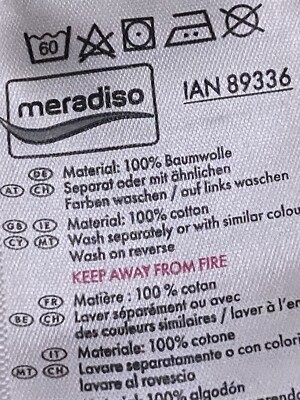 60
meradiso
IAN 89336
DE Material: 100% Baumwolle
AT CH Separat oder mit ähnlichen
Farben waschen / auf links waschen
GB IE Material: 100% cotton
CY MT Wash separately or with similar colou
Wash on reverse
KEEP AWAY FROM FIRE
FR Matière : 100 % coton
BE CH Laver séparément ou avec
des couleurs similaires / laver à l'en
IT Materiale: 100% cotone
MT CH Lavare separatamente o con colori
lavare al rovescio
100% algodón